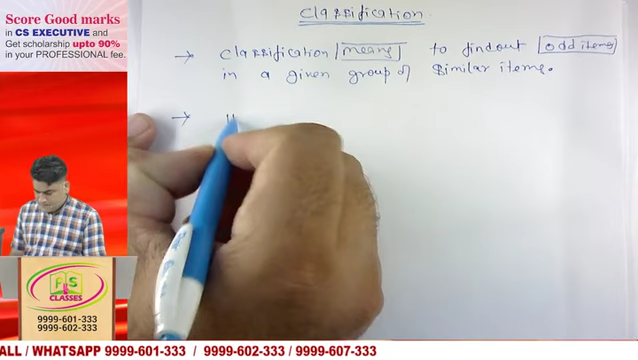 Score Good marks
in CS EXECUTIVE and
Get scholarship upto 90%
in your PROFESSIONAL fee.
Classification
→ Classification means to findout odd items
in a given group of similar items.
→
CLASSES
9999-601-333
9999-602-333
ALL / WHATSAPP 9999-601-333 / 9999-602-333 / 9999-607-333